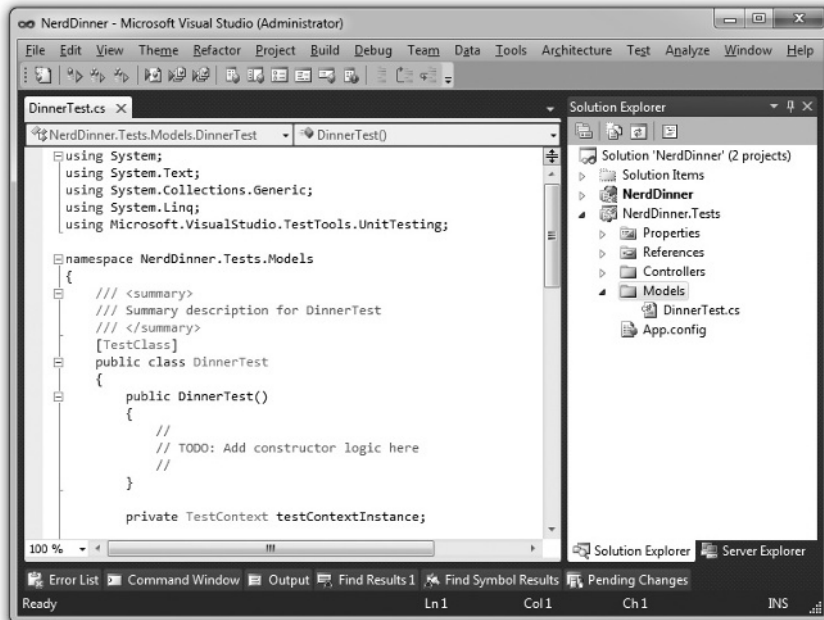 NerdDinner - Microsoft Visual Studio (Administrator)
File Edit View Theme Refactor Project Build Debug Team Data Tools Architecture Test Analyze Window Help
DinnerTest.cs
NerdDinner.Tests.Models.DinnerTest DinnerTest()
using System;
using System.Text;
using System.Collections.Generic;
using System.Linq;
using Microsoft.VisualStudio.TestTools.UnitTesting;
namespace NerdDinner.Tests.Models
{
/// <summary>
/// Summary description for DinnerTest
/// </summary>
[TestClass]
public class DinnerTest
{
public DinnerTest()
{
//
// TODO: Add constructor logic here
//
}
private TestContext testContextInstance;
100 %
Solution Explorer
Solution 'NerdDinner' (2 projects)
Solution Items
NerdDinner
NerdDinner.Tests
Properties
References
Controllers
Models
DinnerTest.cs
App.config
Solution Explorer Server Explorer
Error List Command Window Output Find Results 1 Find Symbol Results Pending Changes
Ready Ln 1 Col 1 Ch 1 INS